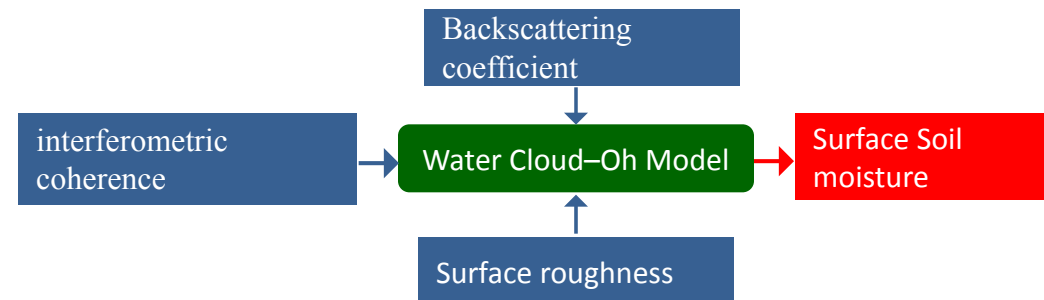 Backscattering
coefficient
interferometric
coherence
Water Cloud–Oh Model
Surface Soil
moisture
Surface roughness